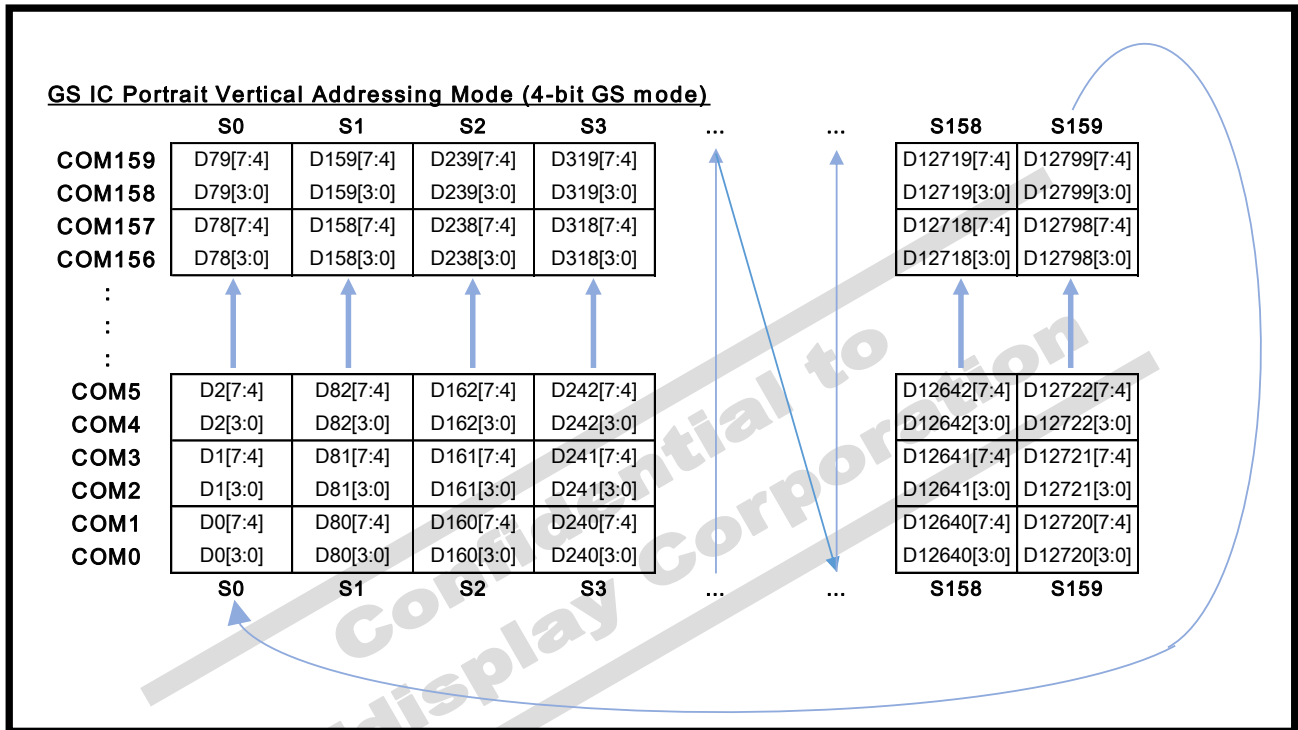 GS IC Portrait Vertical Addressing Mode (4-bit GS mode)
S0 S1 S2 S3 ... ... S158 S159
COM159 D79[7:4] D159[7:4] D239[7:4] D319[7:4] D12719[7:4] D12799[7:4]
COM158 D79[3:0] D159[3:0] D239[3:0] D319[3:0] D12719[3:0] D12799[3:0]
COM157 D78[7:4] D158[7:4] D238[7:4] D318[7:4] D12718[7:4] D12798[7:4]
COM156 D78[3:0] D158[3:0] D238[3:0] D318[3:0] D12718[3:0] D12798[3:0]
:
:
:
COM5 D2[7:4] D82[7:4] D162[7:4] D242[7:4] D12642[7:4] D12722[7:4]
COM4 D2[3:0] D82[3:0] D162[3:0] D242[3:0] D12642[3:0] D12722[3:0]
COM3 D1[7:4] D81[7:4] D161[7:4] D241[7:4] D12641[7:4] D12721[7:4]
COM2 D1[3:0] D81[3:0] D161[3:0] D241[3:0] D12641[3:0] D12721[3:0]
COM1 D0[7:4] D80[7:4] D160[7:4] D240[7:4] D12640[7:4] D12720[7:4]
COM0 D0[3:0] D80[3:0] D160[3:0] D240[3:0] D12640[3:0] D12720[3:0]
S0 S1 S2 S3 ... ... S158 S159
Confidential to
display Corporation